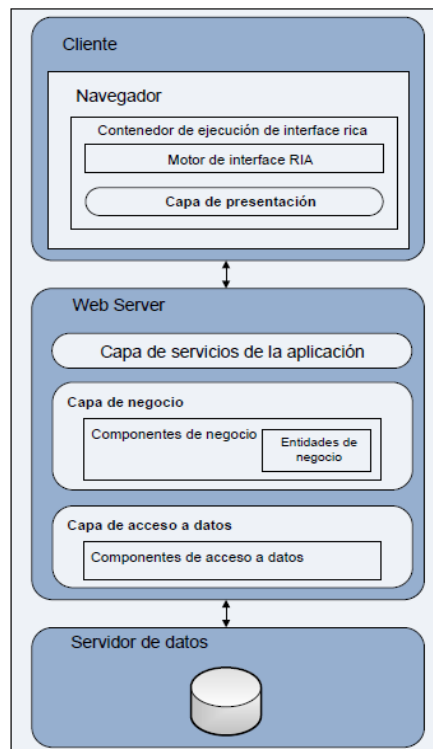 Cliente
Navegador
Contenedor de ejecución de interface rica
Motor de interface RIA
Capa de presentación
Web Server
Capa de servicios de la aplicación
Capa de negocio
Componentes de negocio
Entidades de
negocio
Capa de acceso a datos
Componentes de acceso a datos
Servidor de datos